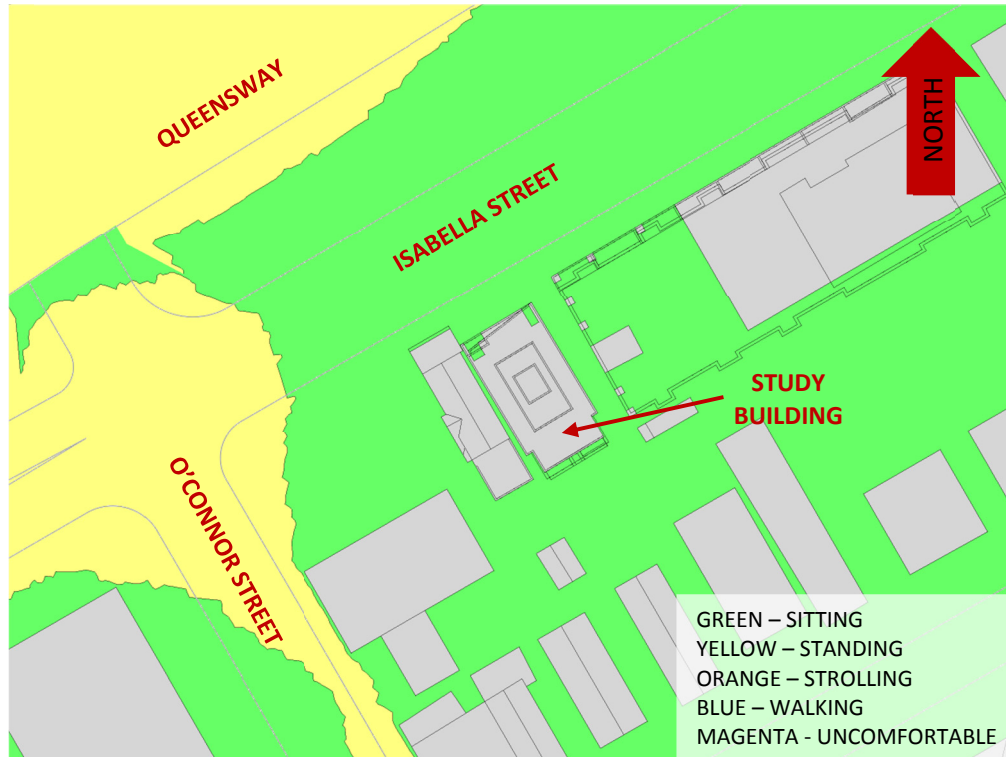 QUEENSWAY
NORTH
ISABELLA STREET
STUDY
BUILDING
O'CONNOR STREET
GREEN – SITTING
YELLOW – STANDING
ORANGE – STROLLING
BLUE – WALKING
MAGENTA - UNCOMFORTABLE